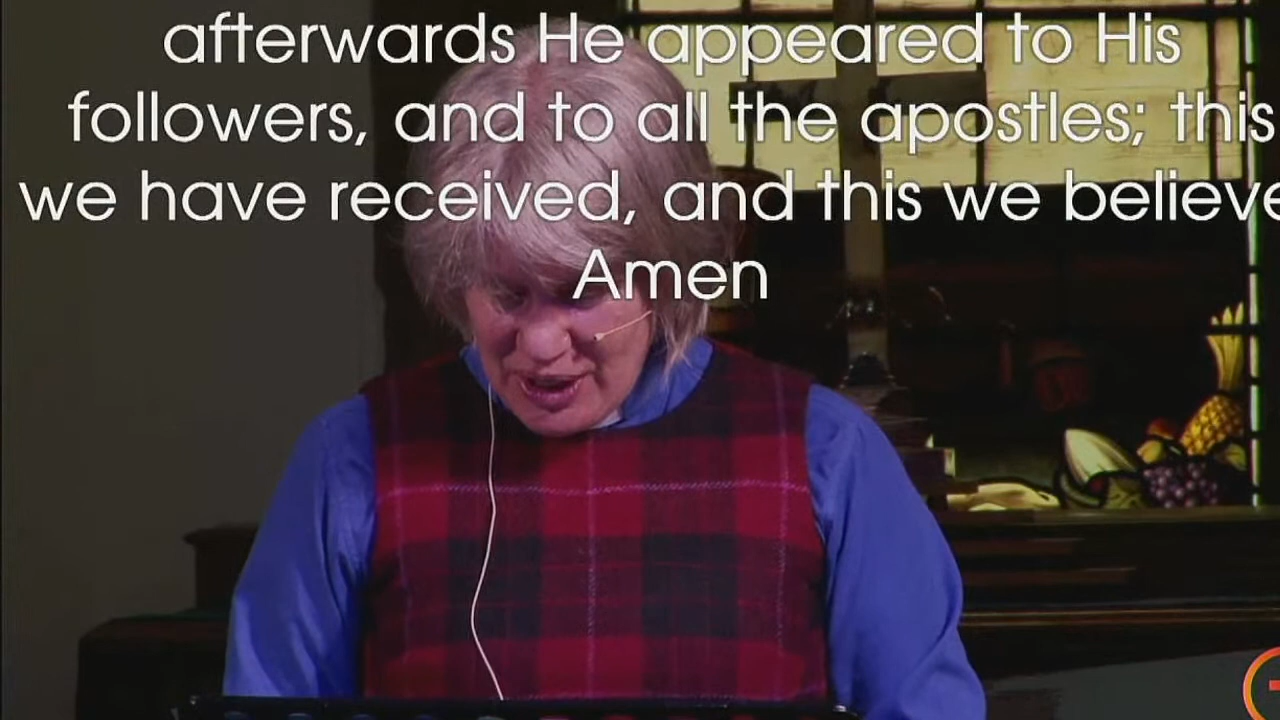 afterwards He appeared to His
followers, and to all the apostles; this
we have received, and this we believe
Amen